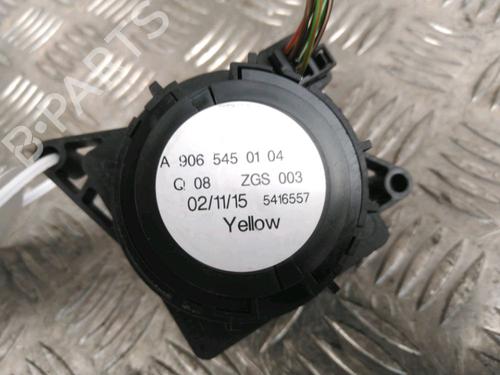 A 906 545 01 04
Q 08 ZGS 003
02/11/15 5416557
Yellow
B-PARTS